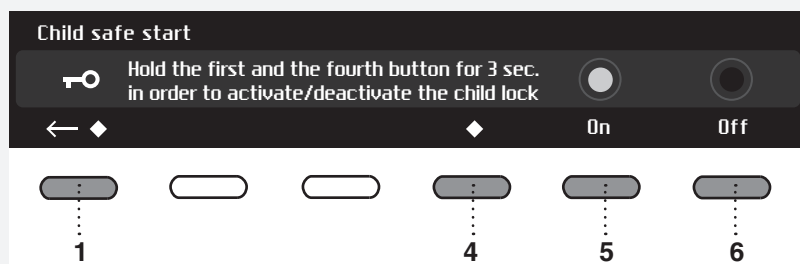 Child safe start
Hold the first and the fourth button for 3 sec.
in order to activate/deactivate the child lock
On Off
1 4 5 6